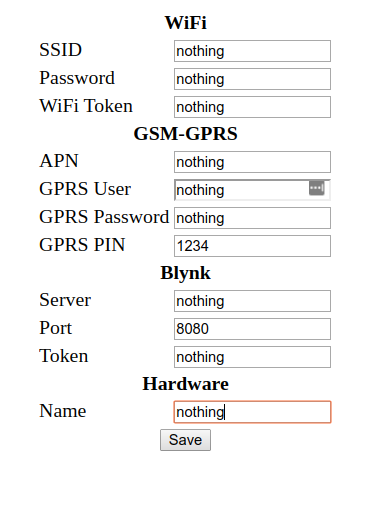 WiFi
SSID nothing
Password nothing
WiFi Token nothing
GSM-GPRS
APN nothing
GPRS User nothing
GPRS Password nothing
GPRS PIN 1234
Blynk
Server nothing
Port 8080
Token nothing
Hardware
Name nothing
Save